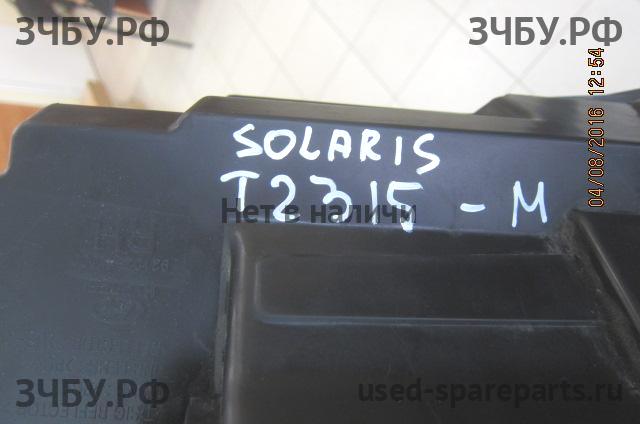 ЗЧБУ.РФ ЗЧБУ.РФ
04/08/2016 12:54
SOLARIS
T2315 - M
Нет в наличи
ЗЧБУ.РФ used-spareparts.ru